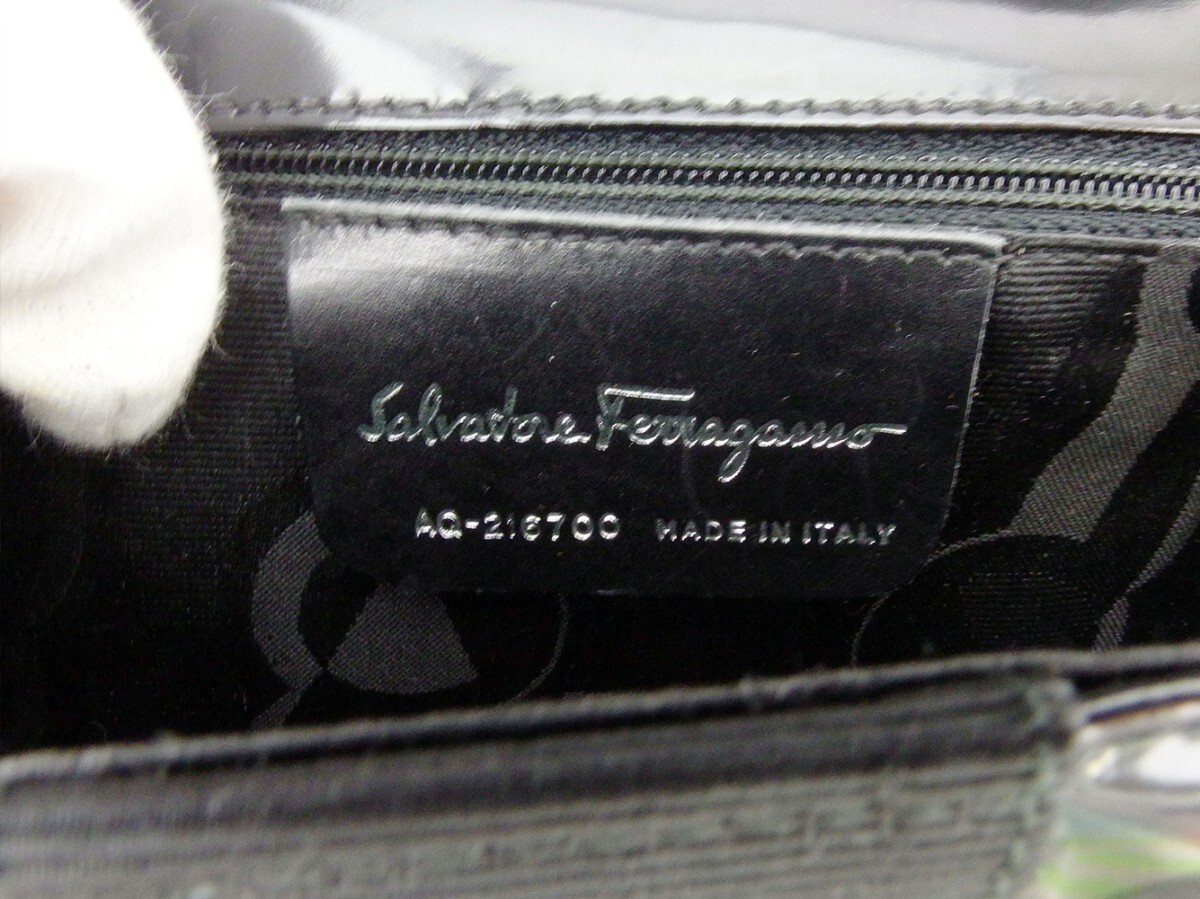 Salvatore Ferragamo
AQ-216700 MADE IN ITALY